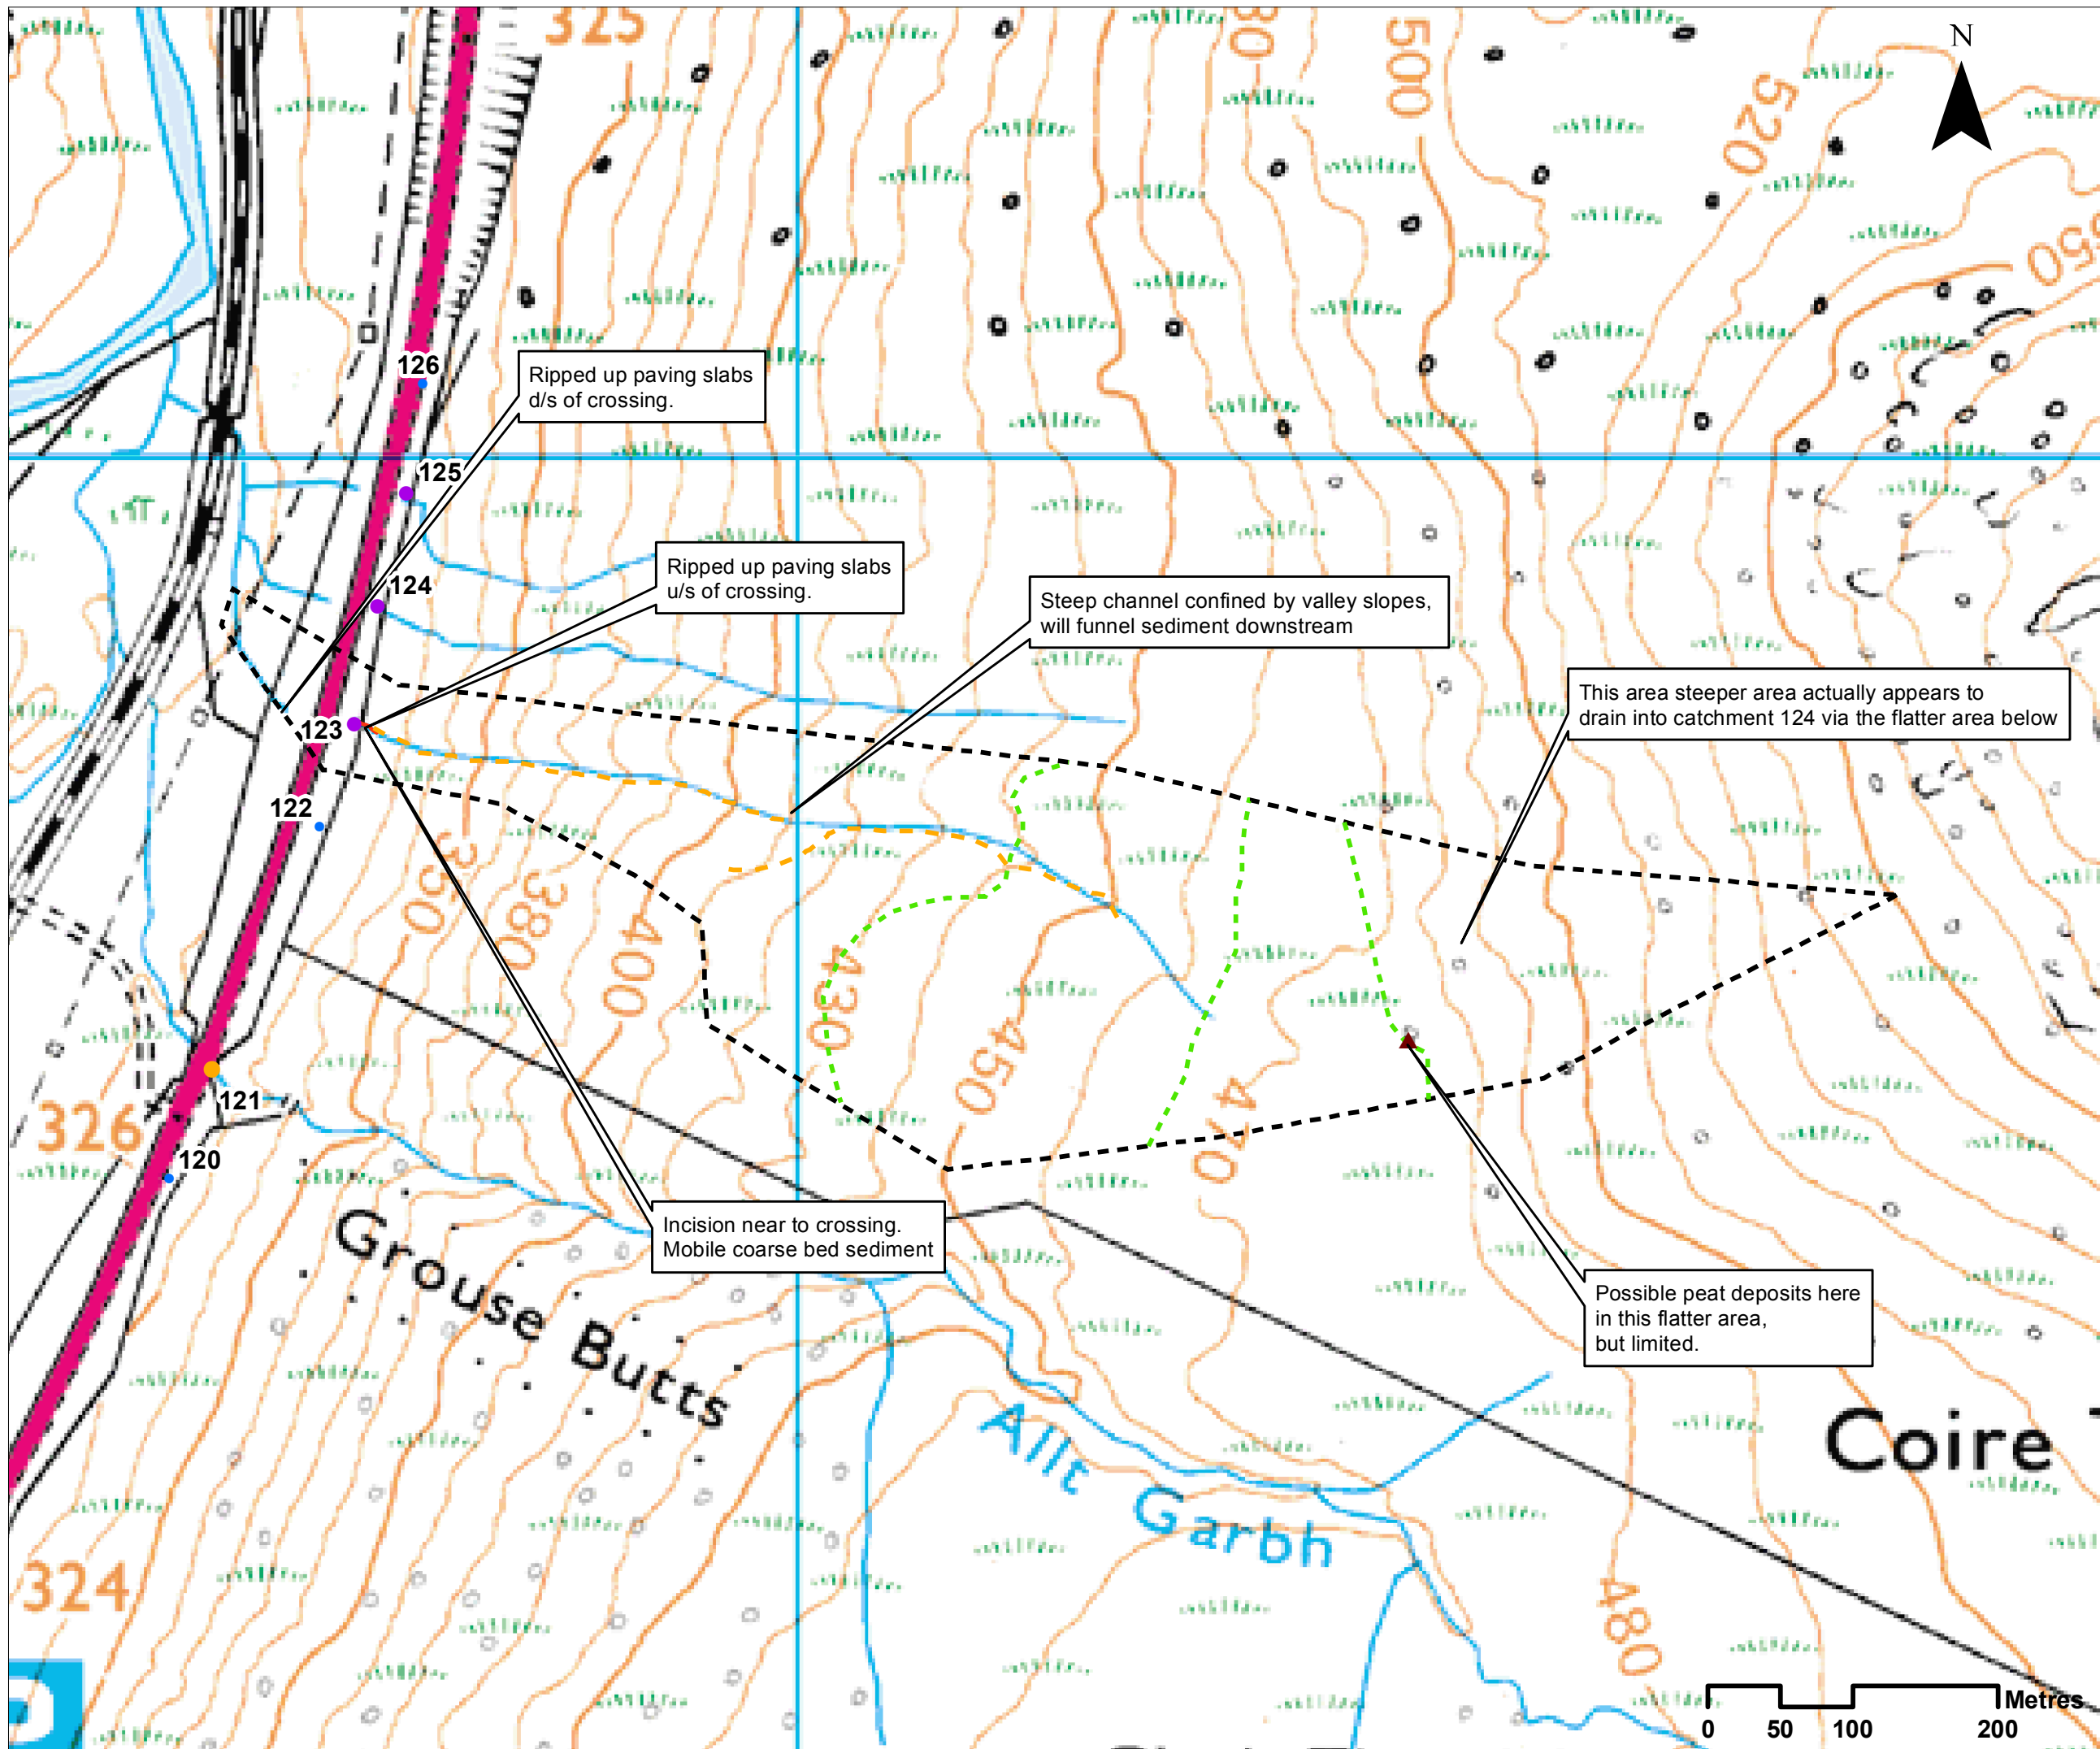 325
500
520
N
126
Ripped up paving slabs
d/s of crossing.
125
124
Ripped up paving slabs
u/s of crossing.
Steep channel confined by valley slopes,
will funnel sediment downstream
This area steeper area actually appears to
drain into catchment 124 via the flatter area below
123
122
350
380
400
430
450
470
121
326
120
Incision near to crossing.
Mobile coarse bed sediment
Possible peat deposits here
in this flatter area,
but limited.
Grouse Butts
Allt Garbh
Coire
324
480
Metres
0 50 100 200